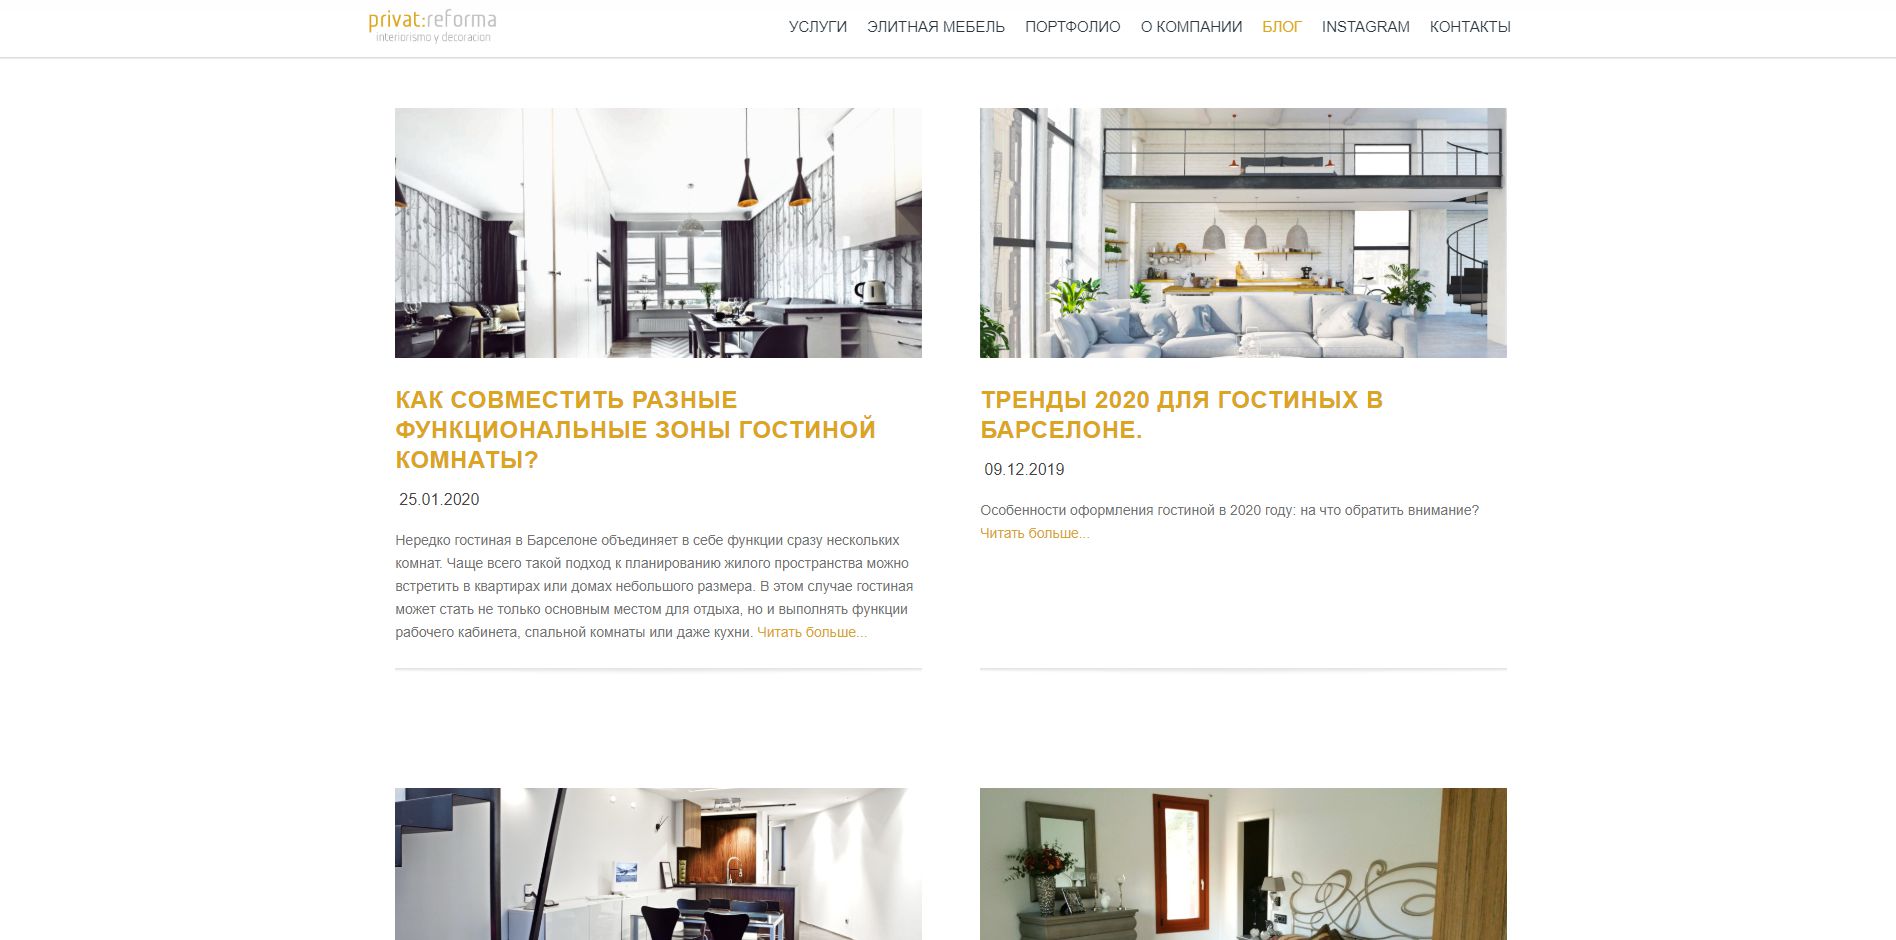 privat:reforma
interiorismo y decoracion
УСЛУГИ ЭЛИТНАЯ МЕБЕЛЬ ПОРТФОЛИО О КОМПАНИИ БЛОГ INSTAGRAM КОНТАКТЫ
КАК СОВМЕСТИТЬ РАЗНЫЕ
ФУНКЦИОНАЛЬНЫЕ ЗОНЫ ГОСТИНОЙ
КОМНАТЫ?
25.01.2020
Нередко гостиная в Барселоне объединяет в себе функции сразу нескольких
комнат. Чаще всего такой подход к планированию жилого пространства можно
встретить в квартирах или домах небольшого размера. В этом случае гостиная
может стать не только основным местом для отдыха, но и выполнять функции
рабочего кабинета, спальной комнаты или даже кухни. Читать больше...
ТРЕНДЫ 2020 ДЛЯ ГОСТИНЫХ В
БАРСЕЛОНЕ.
09.12.2019
Особенности оформления гостиной в 2020 году: на что обратить внимание?
Читать больше...